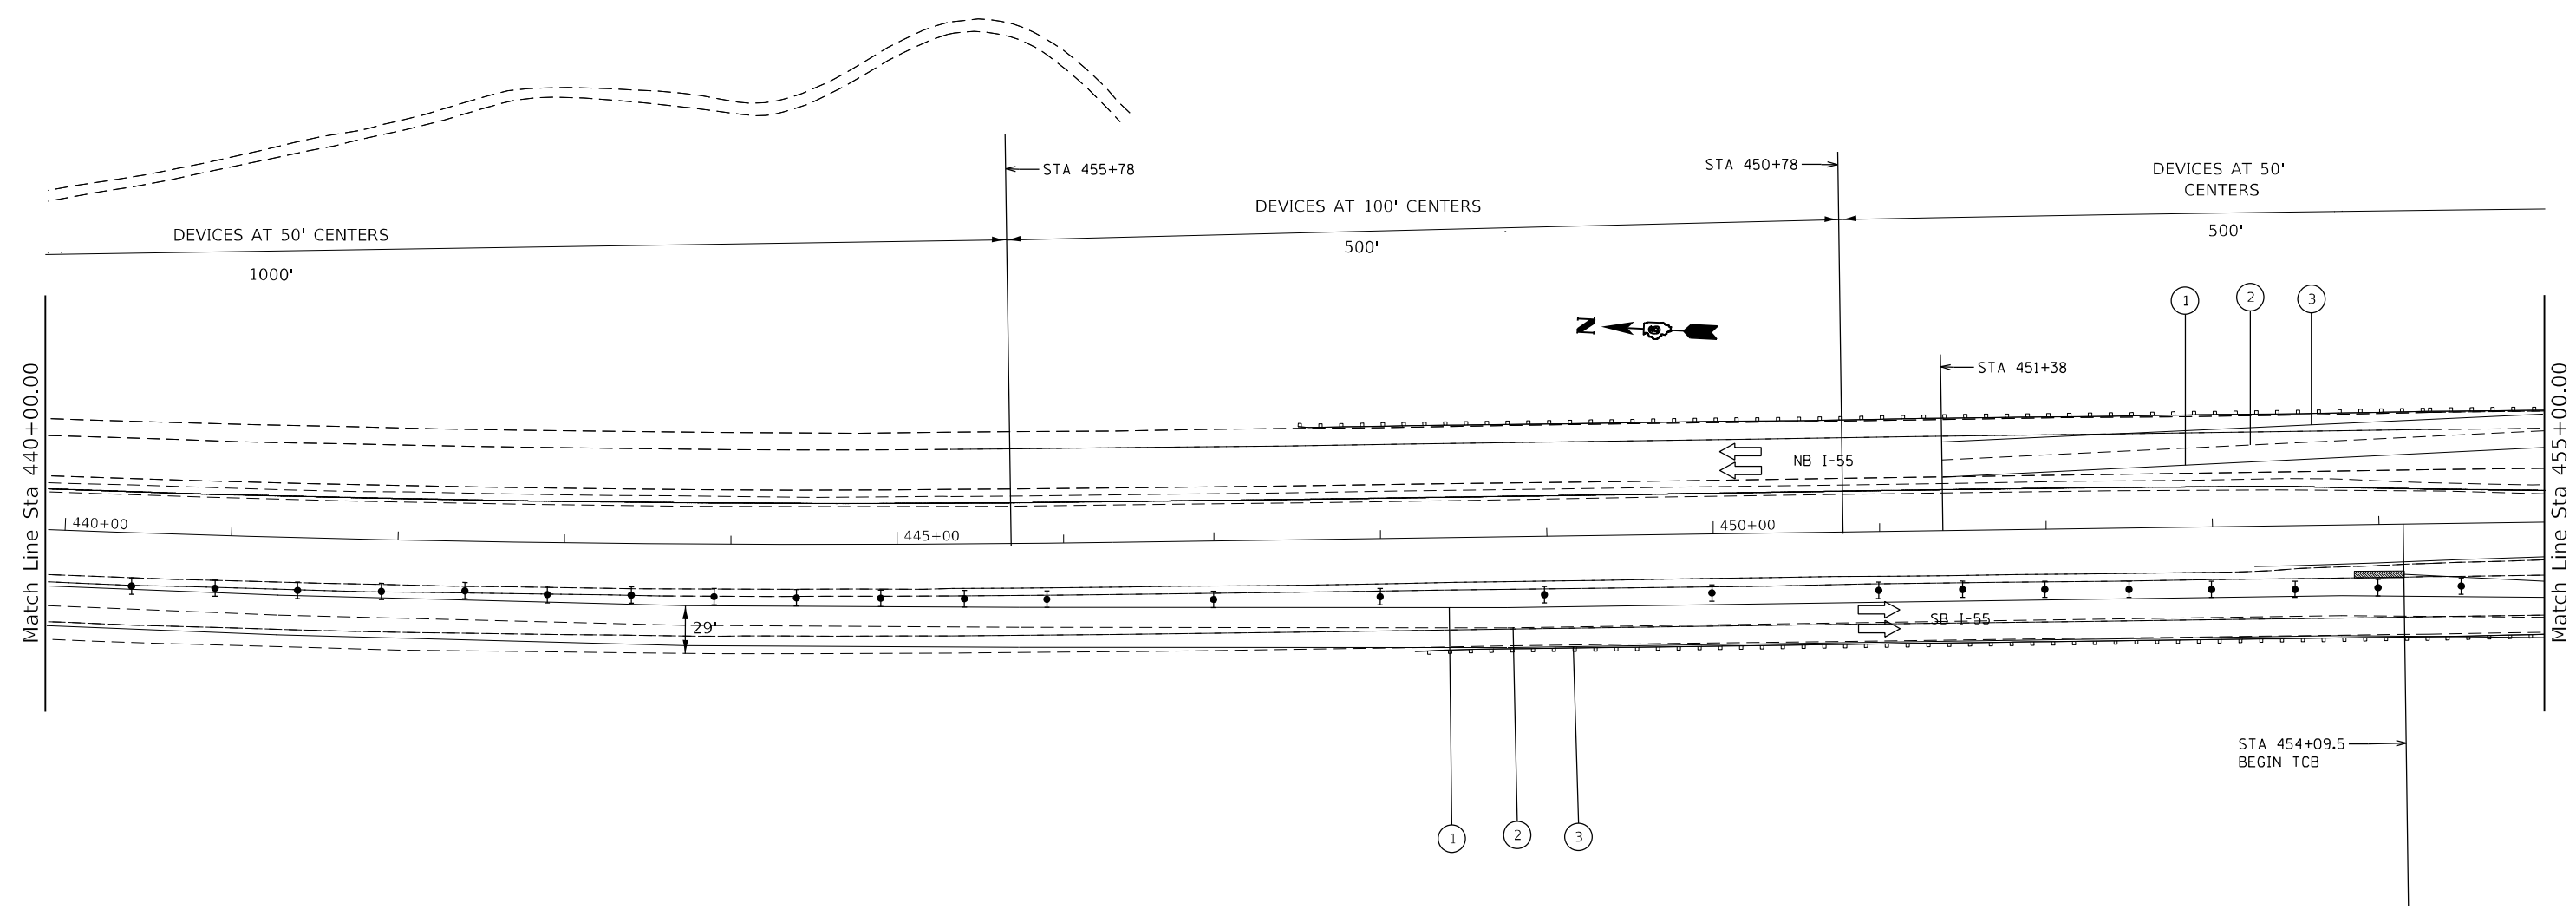 STA 455+78
STA 450+78
DEVICES AT 50'
CENTERS
DEVICES AT 100' CENTERS
DEVICES AT 50' CENTERS
500'
500'
1000'
1
2
3
N
STA 451+38
Match Line Sta 440+00.00
Match Line Sta 455+00.00
NB I-55
440+00
445+00
450+00
29'
SB I-55
STA 454+09.5
BEGIN TCB
1
2
3